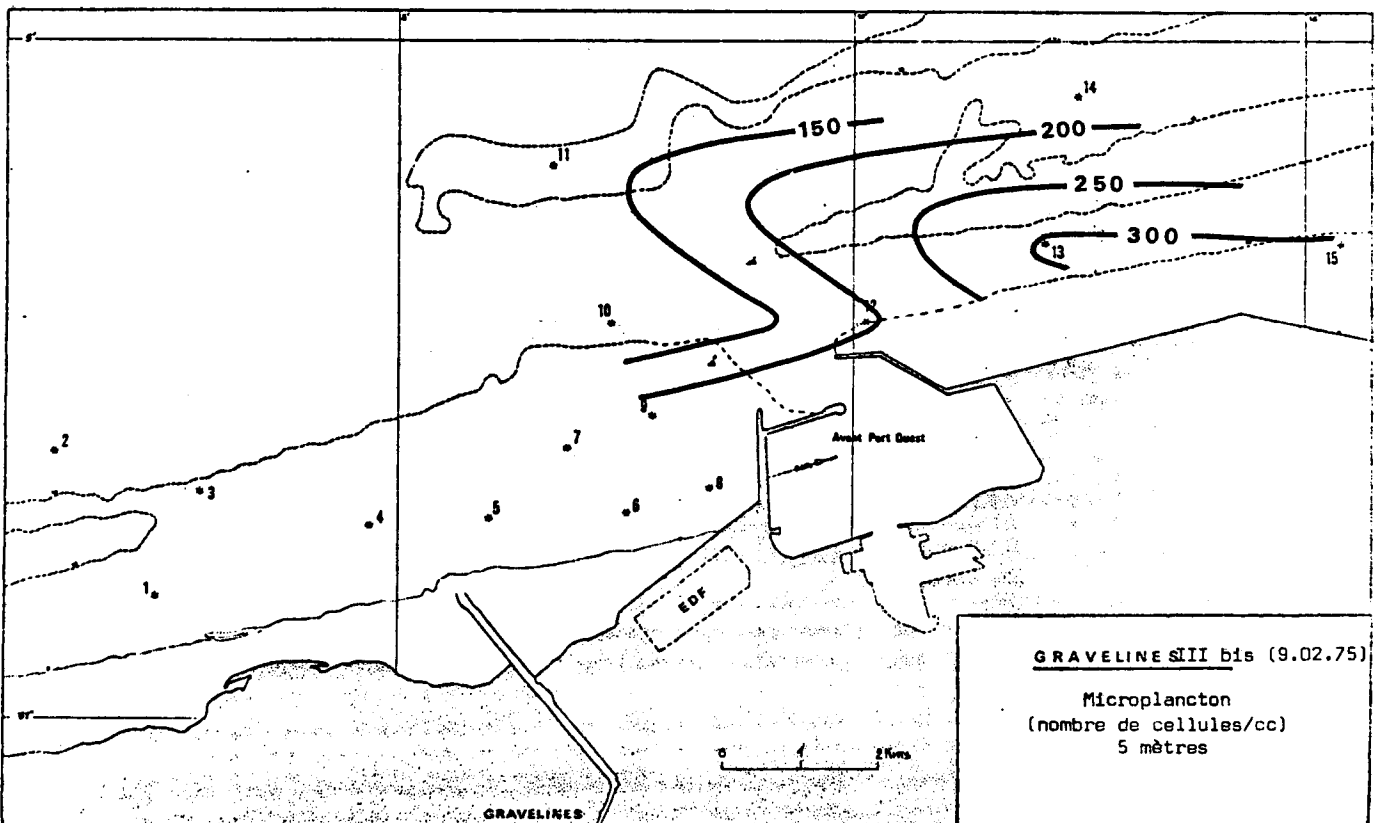 14
150
200
11
250
300
13
15
12
10
9
2
7
Avant Port Ouest
3
8
4
5
6
1
EDF
GRAVELINES III bis (9.02.75)
Microplancton
(nombre de cellules/cc)
5 mètres
0 1 2 Kms
GRAVELINES